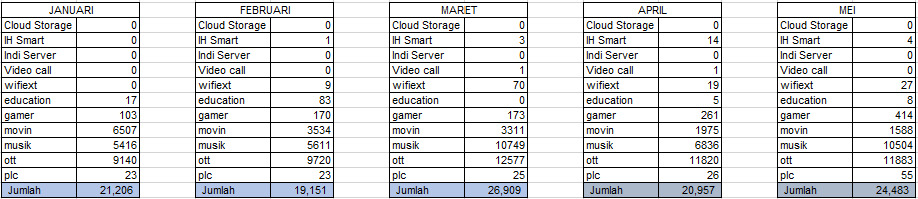 JANUARI FEBRUARI MARET APRIL MEI
Cloud Storage 0 Cloud Storage 0 Cloud Storage 0 Cloud Storage 0 Cloud Storage 0
IH Smart 0 IH Smart 1 IH Smart 3 IH Smart 14 IH Smart 4
Indi Server 0 Indi Server 0 Indi Server 0 Indi Server 0 Indi Server 0
Video call 0 Video call 0 Video call 1 Video call 1 Video call 0
wifiext 0 wifiext 9 wifiext 70 wifiext 19 wifiext 27
education 17 education 83 education 0 education 5 education 8
gamer 103 gamer 170 gamer 173 gamer 261 gamer 414
movin 6507 movin 3534 movin 3311 movin 1975 movin 1588
musik 5416 musik 5611 musik 10749 musik 6836 musik 10504
ott 9140 ott 9720 ott 12577 ott 11820 ott 11883
plc 23 plc 23 plc 25 plc 26 plc 55
Jumlah 21,206 Jumlah 19,151 Jumlah 26,909 Jumlah 20,957 Jumlah 24,483